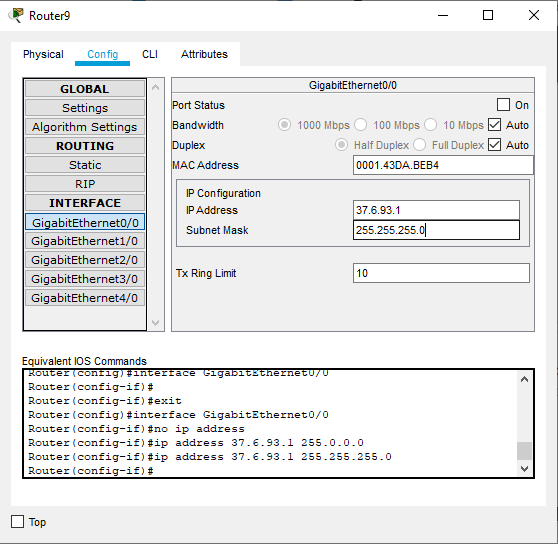 Router9
Physical Config CLI Attributes
GLOBAL
Settings
Algorithm Settings
ROUTING
Static
RIP
INTERFACE
GigabitEthernet0/0
GigabitEthernet1/0
GigabitEthernet2/0
GigabitEthernet3/0
GigabitEthernet4/0
GigabitEthernet0/0
Port Status On
Bandwidth 1000 Mbps 100 Mbps 10 Mbps Auto
Duplex Half Duplex Full Duplex Auto
MAC Address 0001.43DA.BEB4
IP Configuration
IP Address 37.6.93.1
Subnet Mask 255.255.255.0
Tx Ring Limit 10
Equivalent IOS Commands
Router(config)#interface GigabitEthernet0/0
Router(config-if)#
Router(config-if)#exit
Router(config)#interface GigabitEthernet0/0
Router(config-if)#no ip address
Router(config-if)#ip address 37.6.93.1 255.0.0.0
Router(config-if)#ip address 37.6.93.1 255.255.255.0
Router(config-if)#
Top